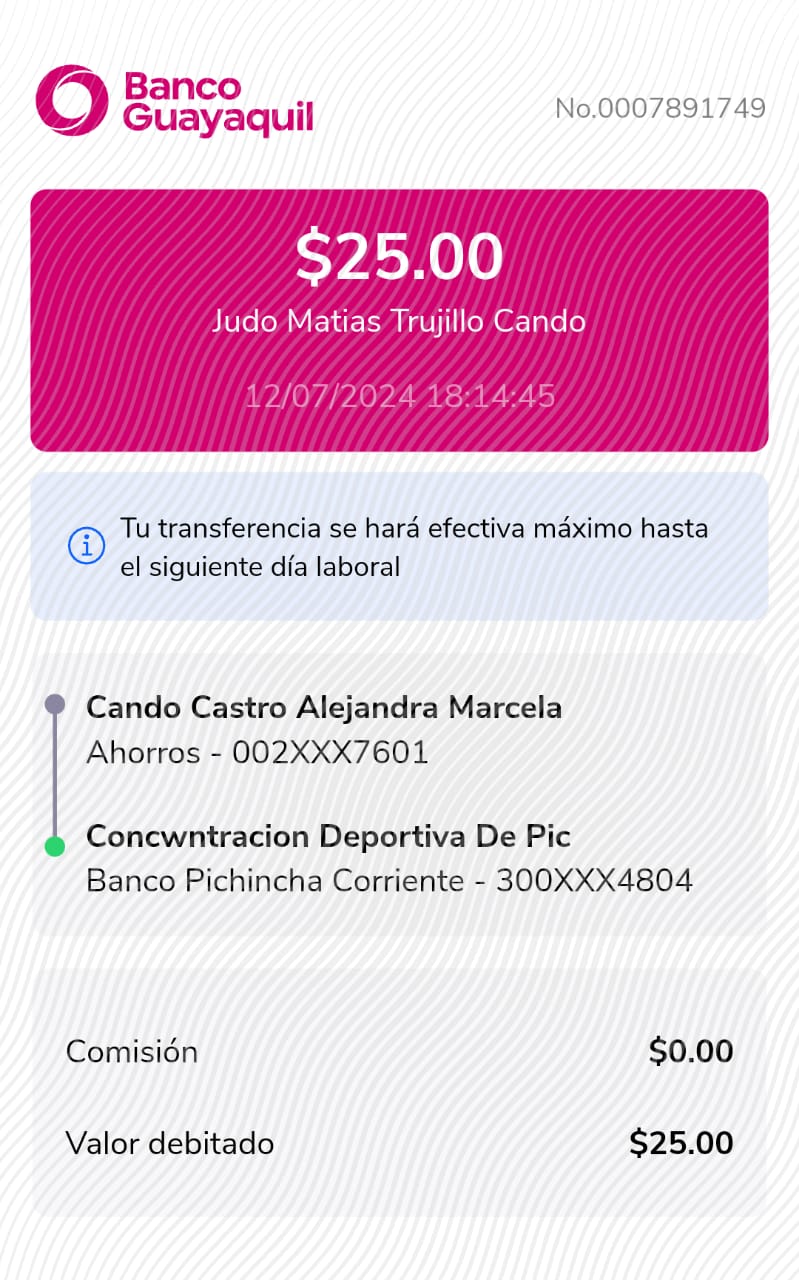 Banco
Guayaquil
No.0007891749
$25.00
Judo Matias Trujillo Cando
12/07/2024 18:14:45
Tu transferencia se hará efectiva máximo hasta
el siguiente día laboral
Cando Castro Alejandra Marcela
Ahorros - 002XXX7601
Concwntracion Deportiva De Pic
Banco Pichincha Corriente - 300XXX4804
Comisión $0.00
Valor debitado $25.00